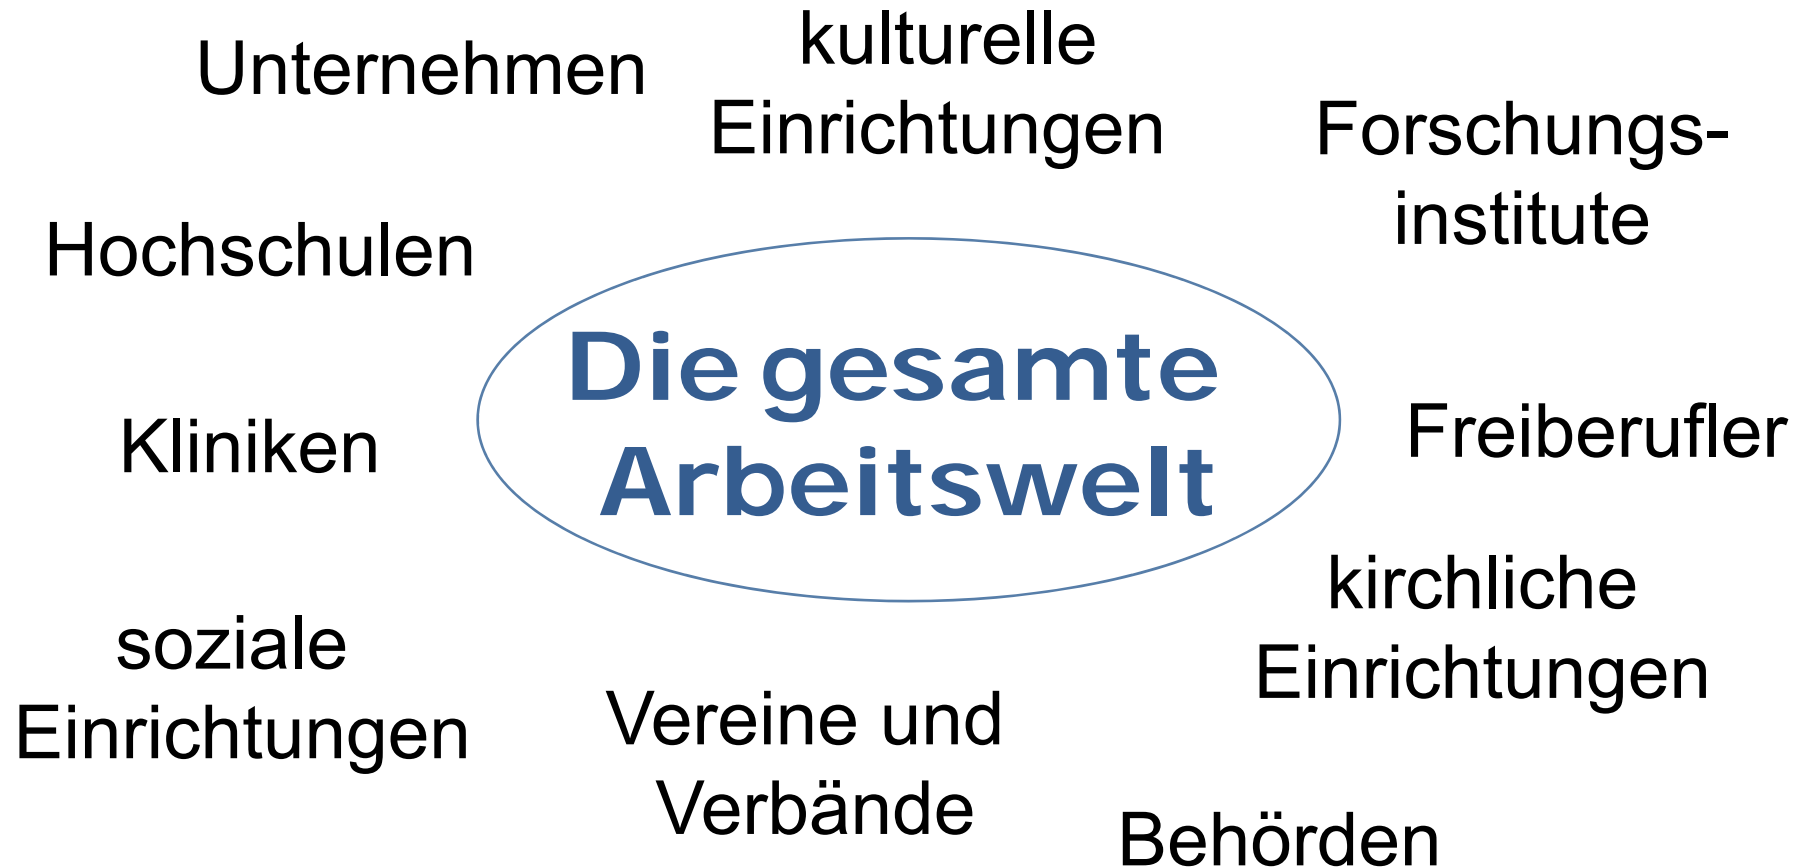 Unternehmen
kulturelle
Einrichtungen
Forschungs-
institute
Hochschulen
Die gesamte
Arbeitswelt
Kliniken
Freiberufler
kirchliche
Einrichtungen
soziale
Einrichtungen
Vereine und
Verbände
Behörden